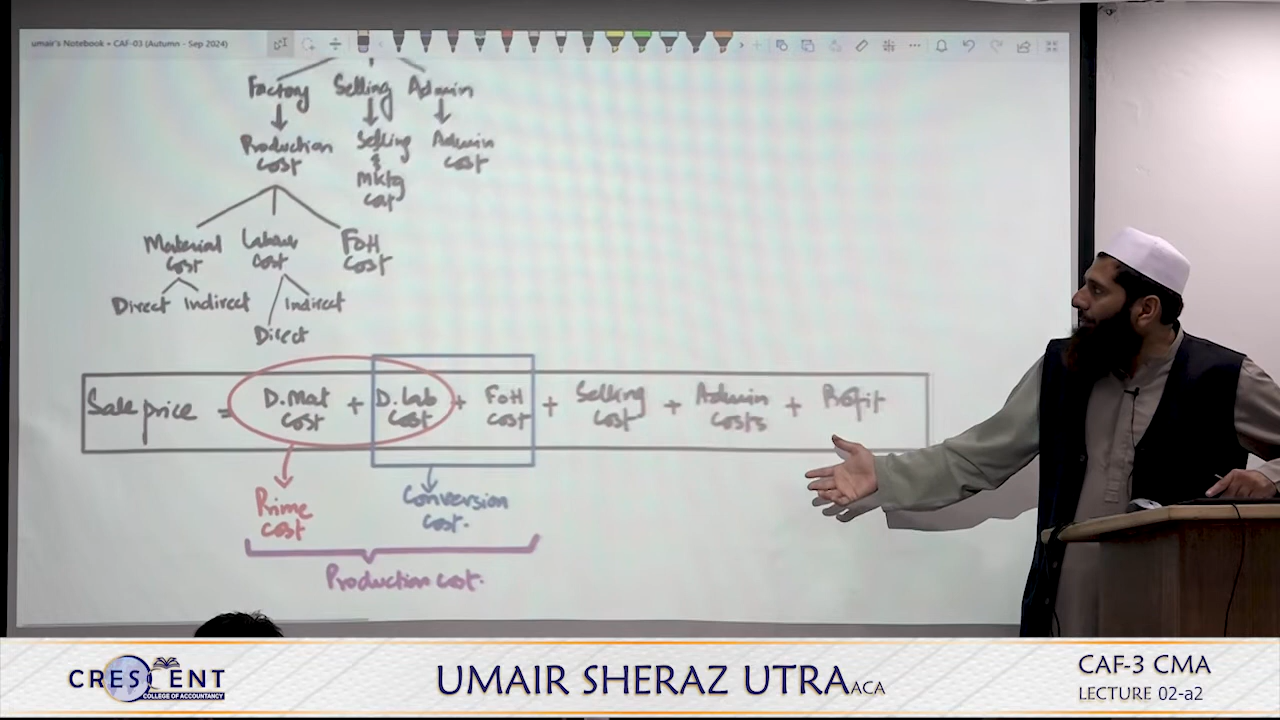 umair's Notebook • CAF-03 (Autumn - Sep 2024)
Factory Selling Admin
Production cost
Selling & Mktg cost
Admin cost
Material cost
Labour cost
FOH cost
Direct Indirect
Indirect
Direct
Sale price = D.Mat cost + D.Lab cost + FOH cost + Selling cost + Admin costs + Profit
Prime cost
Conversion cost.
Production cost.
CRESCENT
COLLEGE OF ACCOUNTANCY
UMAIR SHERAZ UTRA ACA
CAF-3 CMA
LECTURE 02-a2